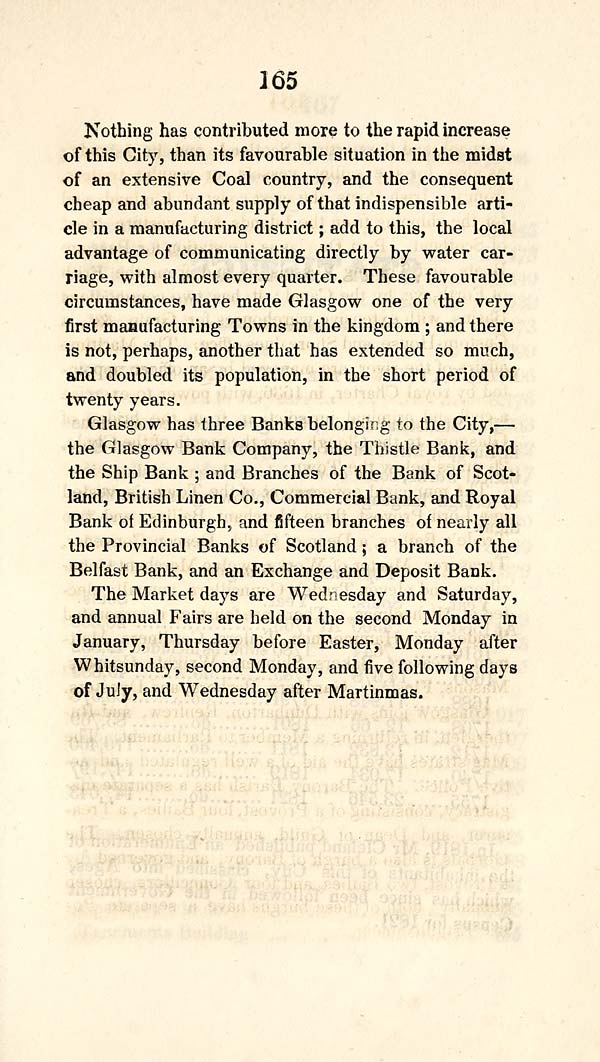 165
Nothing has contributed more to the rapid increase
of this City, than its favourable situation in the midst
of an extensive Coal country, and the consequent
cheap and abundant supply of that indispensible arti-
cle in a manufacturing district ; add to this, the local
advantage of communicating directly by water car-
riage, with almost every quarter. These favourable
circumstances, have made Glasgow one of the very
first manufacturing Towns in the kingdom ; and there
is not, perhaps, another that has extended so much,
and doubled its population, in the short period of
twenty years.
Glasgow has three Banks belonging to the City,—
the Glasgow Bank Company, the Thistle Bank, and
the Ship Bank ; and Branches of the Bank of Scot-
land, British Linen Co., Commercial Bank, and Royal
Bank of Edinburgh, and fifteen branches of nearly all
the Provincial Banks of Scotland ; a branch of the
Belfast Bank, and an Exchange and Deposit Bank.
The Market days are Wednesday and Saturday,
and annual Fairs are held on the second Monday in
January, Thursday before Easter, Monday after
Whitsunday, second Monday, and five following days
of July, and Wednesday after Martinmas.